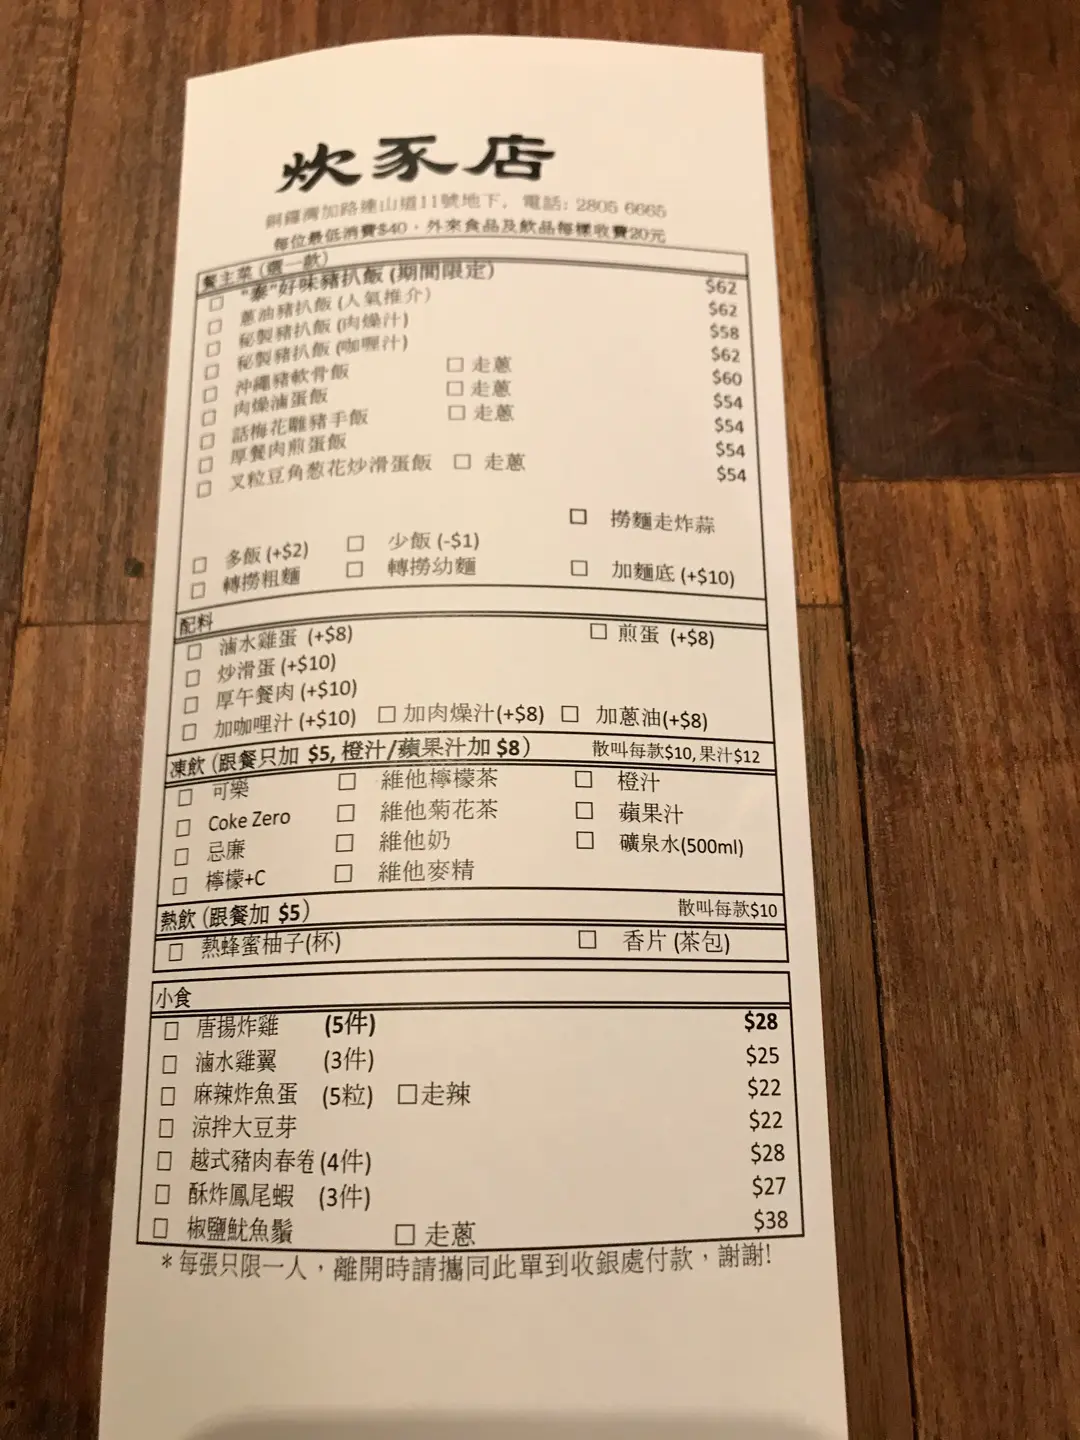 炊豕店
銅鑼灣加路連山道11號地下, 電話: 2805 6665
每位最低消費$40，外來食品及飲品每樣收費20元
餐主菜 (選一款)
□ "泰"好味豬扒飯 (期間限定) $62
□ 蔥油豬扒飯 (人氣推介) $62
□ 秘製豬扒飯 (肉燥汁) $58
□ 秘製豬扒飯 (咖喱汁) $62
□ 沖繩豬軟骨飯 □ 走蔥 $60
□ 肉燥滷蛋飯 □ 走蔥 $54
□ 話梅花雕豬手飯 □ 走蔥 $54
□ 厚餐肉煎蛋飯 $54
□ 叉粒豆角葱花炒滑蛋飯 □ 走蔥 $54
□ 撈麵走炸蒜
□ 多飯 (+$2) □ 少飯 (-$1)
□ 轉撈粗麵 □ 轉撈幼麵 □ 加麵底 (+$10)
配料
□ 滷水雞蛋 (+$8) □ 煎蛋 (+$8)
□ 炒滑蛋 (+$10)
□ 厚午餐肉 (+$10)
□ 加咖哩汁 (+$10) □ 加肉燥汁(+$8) □ 加蔥油(+$8)
凍飲 (跟餐只加 $5, 橙汁/蘋果汁加 $8) 散叫每款$10, 果汁$12
□ 可樂 □ 維他檸檬茶 □ 橙汁
□ Coke Zero □ 維他菊花茶 □ 蘋果汁
□ 忌廉 □ 維他奶 □ 礦泉水(500ml)
□ 檸檬+C □ 維他麥精
熱飲 (跟餐加 $5) 散叫每款$10
□ 熱蜂蜜柚子(杯) □ 香片 (茶包)
小食
□ 唐揚炸雞 (5件) $28
□ 滷水雞翼 (3件) $25
□ 麻辣炸魚蛋 (5粒) □走辣 $22
□ 涼拌大豆芽 $22
□ 越式豬肉春卷 (4件) $28
□ 酥炸鳳尾蝦 (3件) $27
□ 椒鹽魷魚鬚 □ 走蔥 $38
* 每張只限一人，離開時請攜同此單到收銀處付款，謝謝!